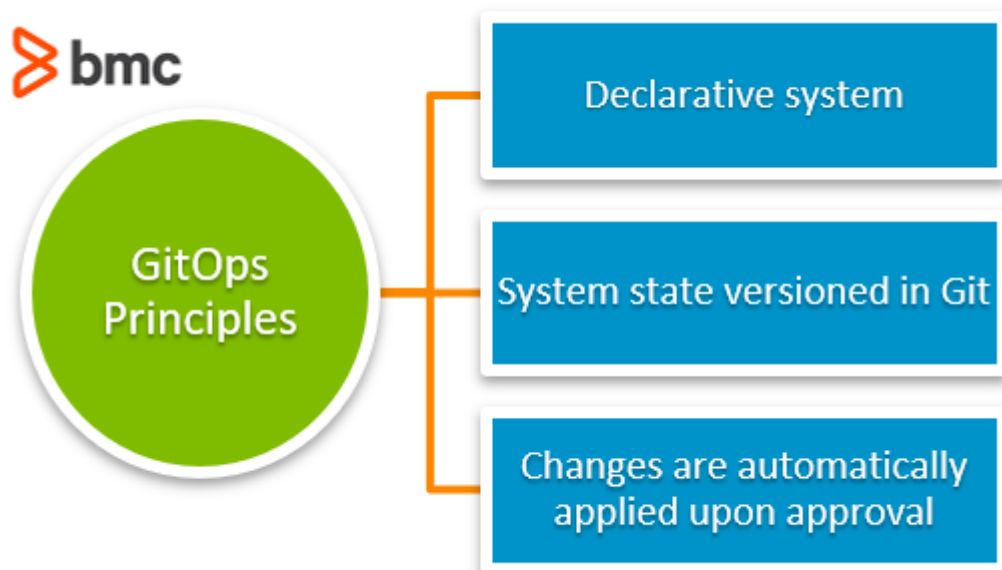 bmc
GitOps
Principles
Declarative system
System state versioned in Git
Changes are automatically
applied upon approval